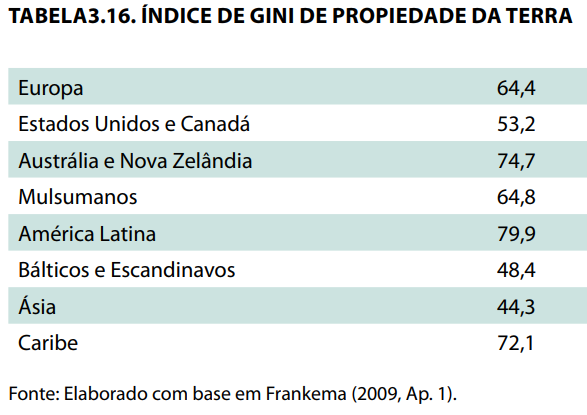 TABELA3.16. ÍNDICE DE GINI DE PROPIEDADE DA TERRA
Europa 64,4
Estados Unidos e Canadá 53,2
Austrália e Nova Zelândia 74,7
Mulsumanos 64,8
América Latina 79,9
Bálticos e Escandinavos 48,4
Ásia 44,3
Caribe 72,1
Fonte: Elaborado com base em Frankema (2009, Ap. 1).